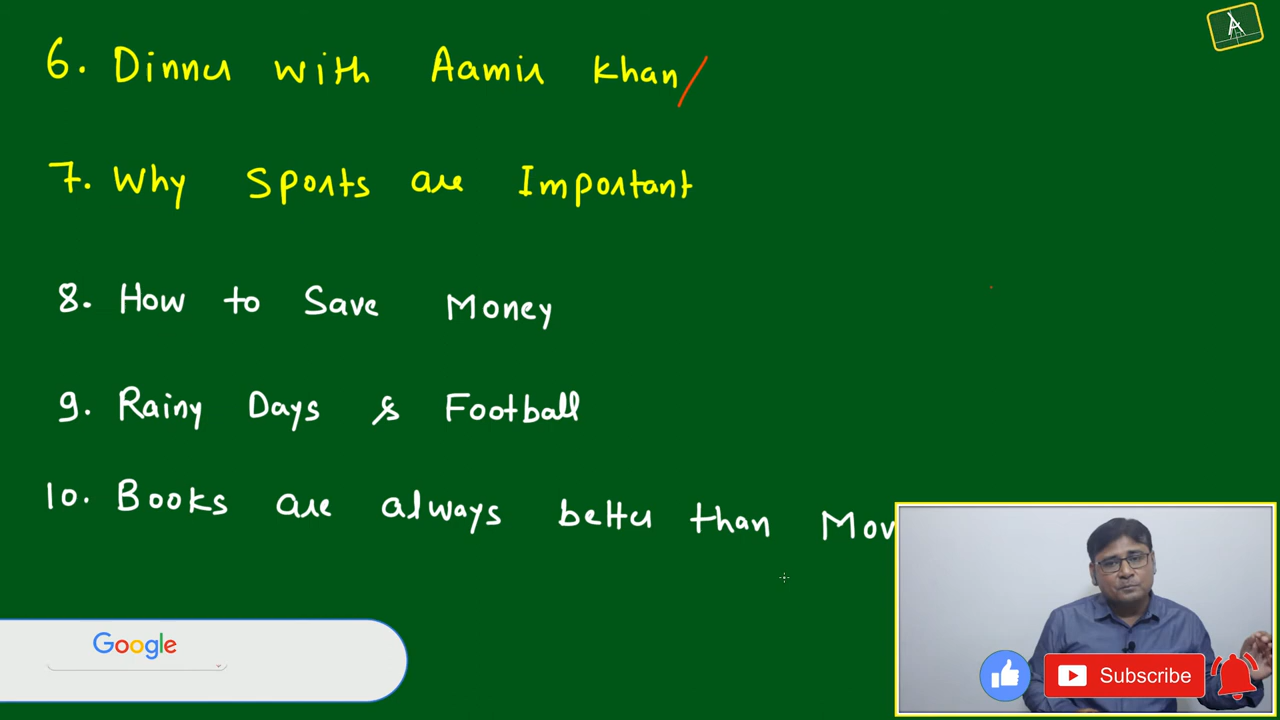 6. Dinner with Aamir Khan/
7. Why Sports are Important
8. How to Save Money
9. Rainy Days & Football
10. Books are always better than Mov
Google
Subscribe
A